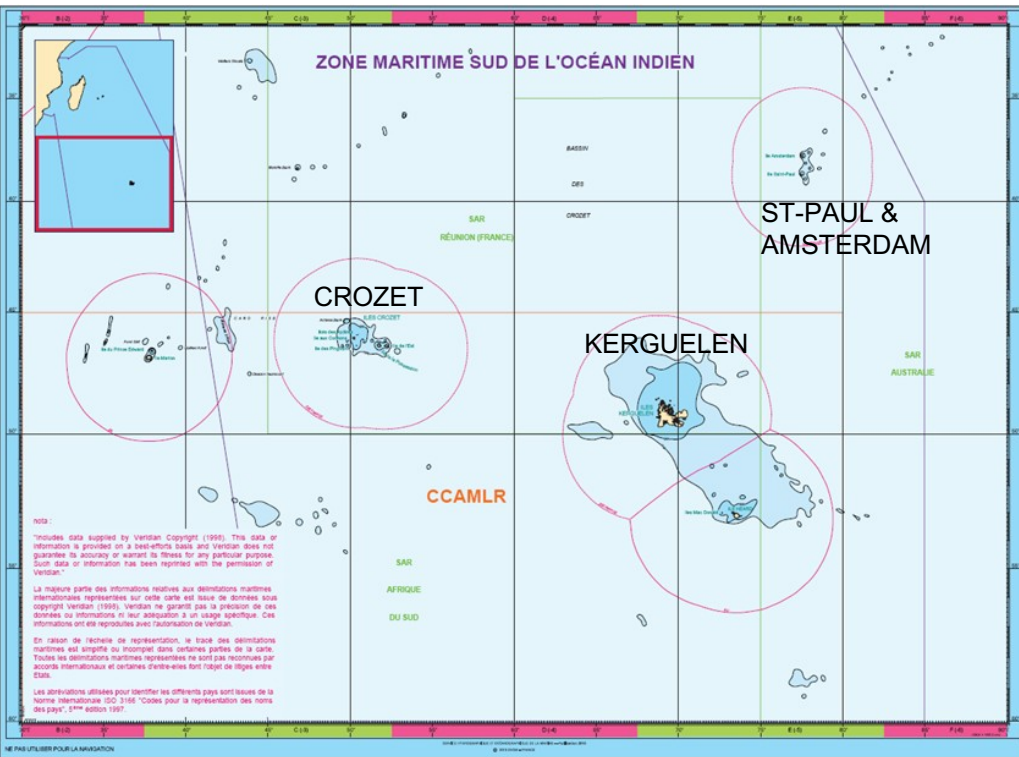 ZONE MARITIME SUD DE L'OCÉAN INDIEN
BASSIN
DES
CROZET
SAR
RÉUNION (FRANCE)
ST-PAUL &
AMSTERDAM
CROZET
ILES CROZET
KERGUELEN
ILES
KERGUELEN
SAR
AUSTRALIE
CCAMLR
SAR
AFRIQUE
DU SUD
nota :
"Includes data supplied by Veridian Copyright (1998). This data or
information is provided on a best-efforts basis and Veridian does not
guarantee its accuracy or warrant its fitness for any particular purpose.
Such data or information has been reprinted with the permission of
Veridian."
La majeure partie des informations relatives aux délimitations maritimes
internationales représentées sur cette carte est issue de données sous
copyright Veridian (1998). Veridian ne garantit pas la précision de ces
données ou informations ni leur adéquation à un usage spécifique. Ces
informations ont été reproduites avec l'autorisation de Veridian.
En raison de l'échelle de représentation, le tracé des délimitations
maritimes est simplifié ou incomplet dans certaines parties de la carte.
Toutes les délimitations maritimes représentées ne sont pas reconnues par
accords internationaux et certaines d'entre-elles font l'objet de litiges entre
Etats.
Les abréviations utilisées pour identifier les différents pays sont issues de la
Norme internationale ISO 3166 "Codes pour la représentation des noms
des pays", 5ème édition 1997.
NE PAS UTILISER POUR LA NAVIGATION